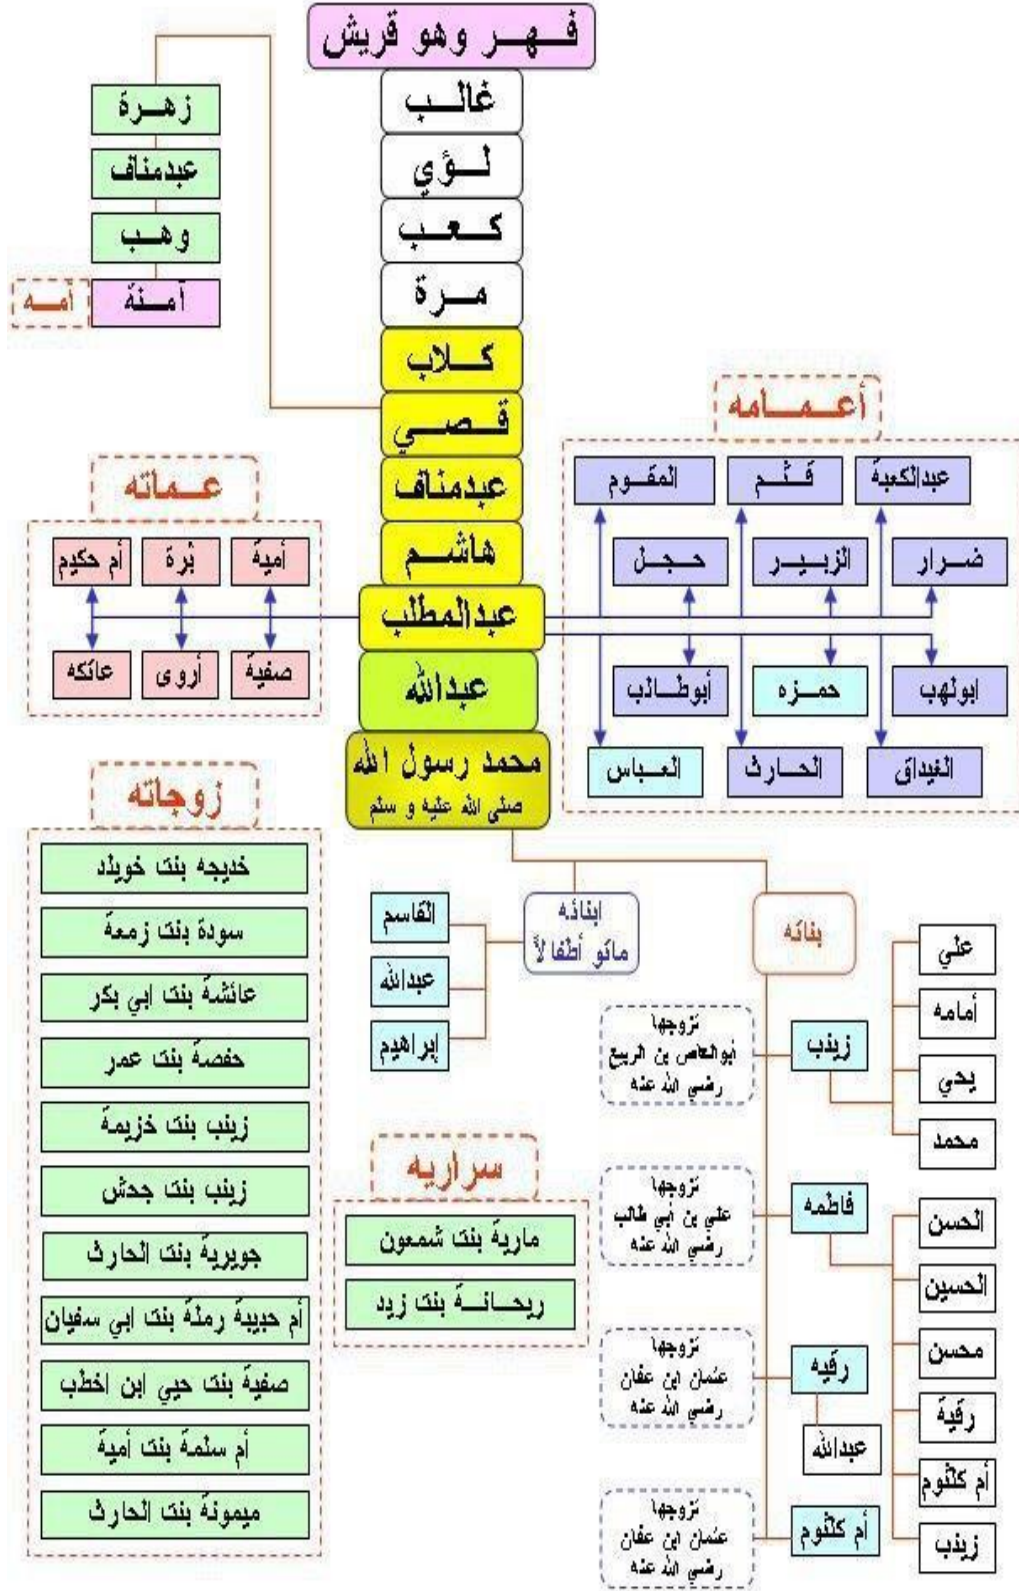 فهر وهو قريش
غالب
لؤي
كعب
مرة
كلاب
قصي
عبدمناف
هاشم
عبدالمطلب
عبدالله
محمد رسول الله
صلى الله عليه و سلم
زهرة
عبدمناف
وهب
آمنة
أمه
أعمامه
عبدالكعبة
قثم
المقوم
ضرار
الزبير
حجل
ابولهب
حمزه
أبوطالب
الغيداق
الحارث
العباس
عماته
أمية
برة
أم حكيم
صفية
أروى
عاتكه
زوجاته
خديجه بنت خويلد
سودة بنت زمعة
عائشة بنت ابي بكر
حفصة بنت عمر
زينب بنت خزيمة
زينب بنت جحش
جويرية بنت الحارث
أم حبيبة رملة بنت ابي سفيان
صفية بنت حيي ابن اخطب
أم سلمة بنت أمية
ميمونة بنت الحارث
سراريه
مارية بنت شمعون
ريحانة بنت زيد
ابنائه
ماتو أطفالاً
القاسم
عبدالله
إبراهيم
بناته
زينب
تزوجها
أبوالعاص بن الربيع
رضي الله عنه
علي
أمامه
يحي
محمد
فاطمه
تزوجها
علي بن أبي طالب
رضي الله عنه
الحسن
الحسين
محسن
رقية
أم كلثوم
زينب
رقيه
تزوجها
عثمان ابن عفان
رضي الله عنه
عبدالله
أم كلثوم
تزوجها
عثمان ابن عفان
رضي الله عنه